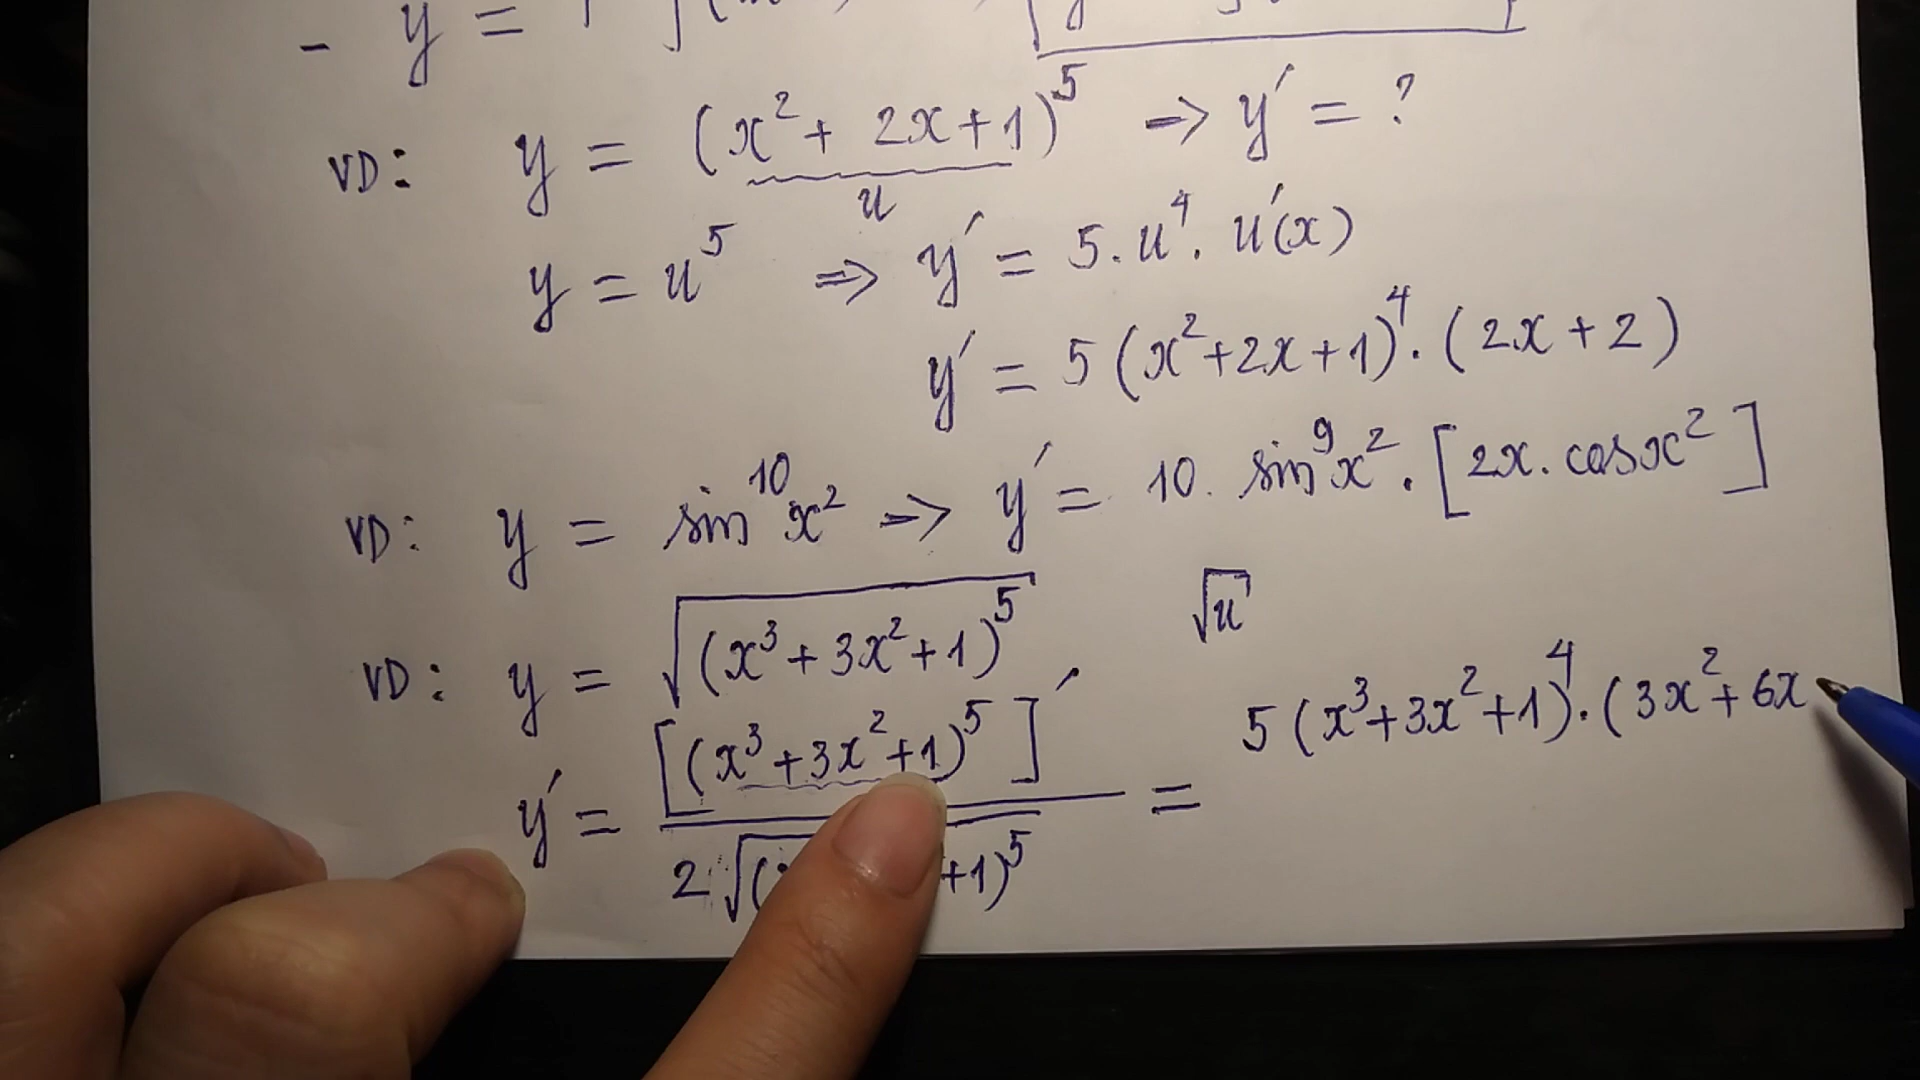 - y =
VD: y = (x² + 2x + 1)⁵ -> y' = ?
u
y = u⁵ => y' = 5. u⁴. u'(x)
y' = 5 (x² + 2x + 1)⁴. (2x + 2)
VD: y = sin¹⁰x² -> y' = 10. sin⁹x². [2x. cosx²]
VD: y = √(x³ + 3x² + 1)⁵ √u
y' = [(x³ + 3x² + 1)⁵]' = 5 (x³ + 3x² + 1)⁴. (3x² + 6x
2√( +1)⁵